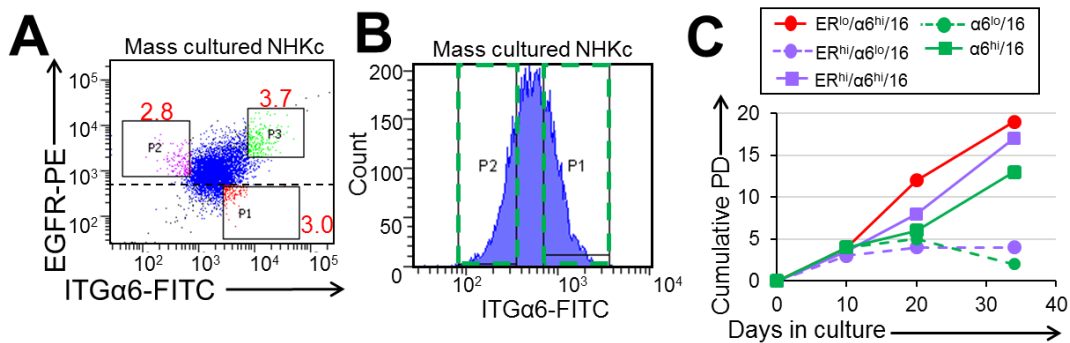 A
Mass cultured NHKc
EGFR-PE
10⁵
10⁴
10³
10²
2.8
3.7
P2
P3
P1
3.0
10² 10³ 10⁴ 10⁵
ITGα6-FITC
B
Mass cultured NHKc
Count
200
150
100
50
0
P2 P1
10² 10³ 10⁴
ITGα6-FITC
C
ERˡᵒ/α6ʰⁱ/16
α6ˡᵒ/16
ERʰⁱ/α6ˡᵒ/16
α6ʰⁱ/16
ERʰⁱ/α6ʰⁱ/16
Cumulative PD
20
15
10
5
0
0 10 20 30 40
Days in culture